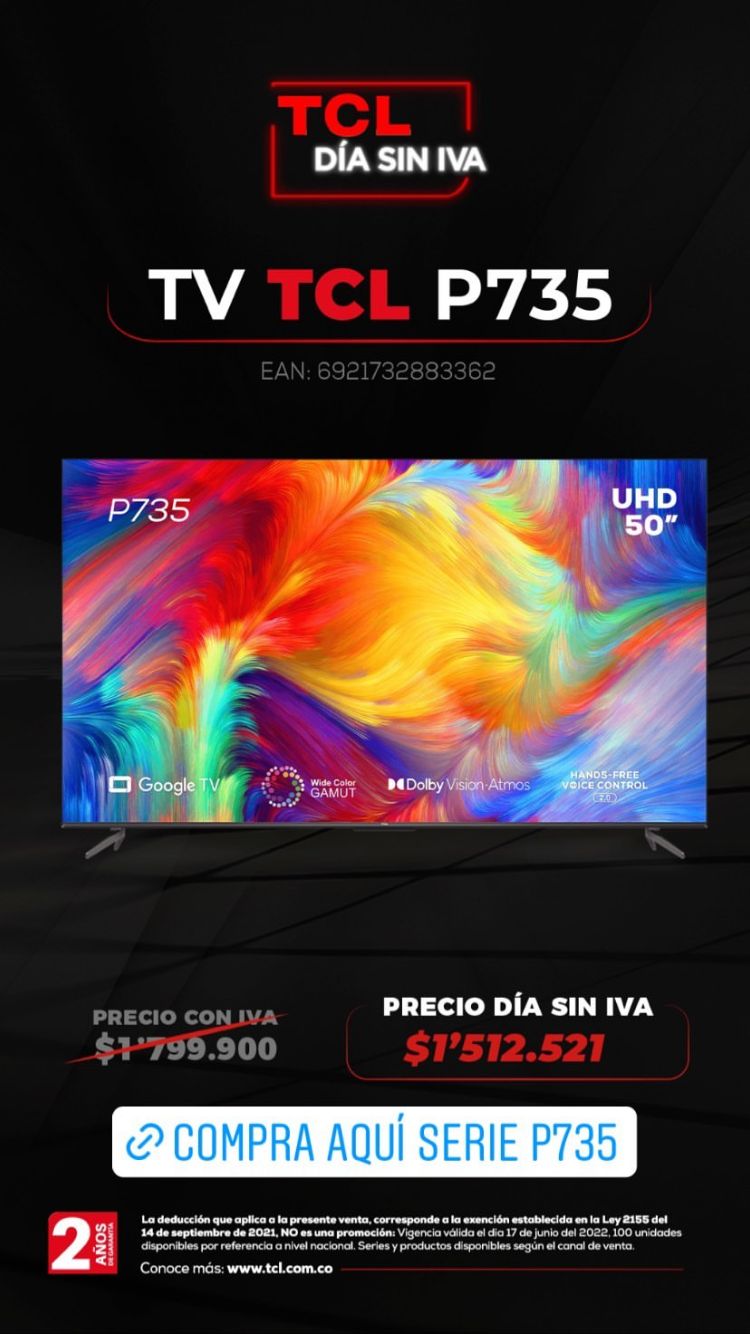 TCL
DÍA SIN IVA
TV TCL P735
EAN: 6921732883362
P735
UHD
50”
Google TV
Wide Color
GAMUT
Dolby Vision·Atmos
HANDS-FREE
VOICE CONTROL
2.0
PRECIO CON IVA
$1'799.900
PRECIO DÍA SIN IVA
$1’512.521
COMPRA AQUÍ SERIE P735
2 AÑOS
DE GARANTÍA
La deducción que aplica a la presente venta, corresponde a la exención establecida en la Ley 2155 del
14 de septiembre de 2021, NO es una promoción: Vigencia válida el dia 17 de junio del 2022, 100 unidades
disponibles por referencia a nivel nacional. Series y productos disponibles según el canal de venta.
Conoce más: www.tcl.com.co